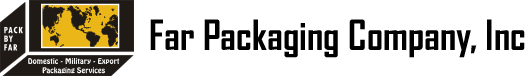 PACK
BY
FAR
Domestic - Military - Export
Packaging Services
Far Packaging Company, Inc